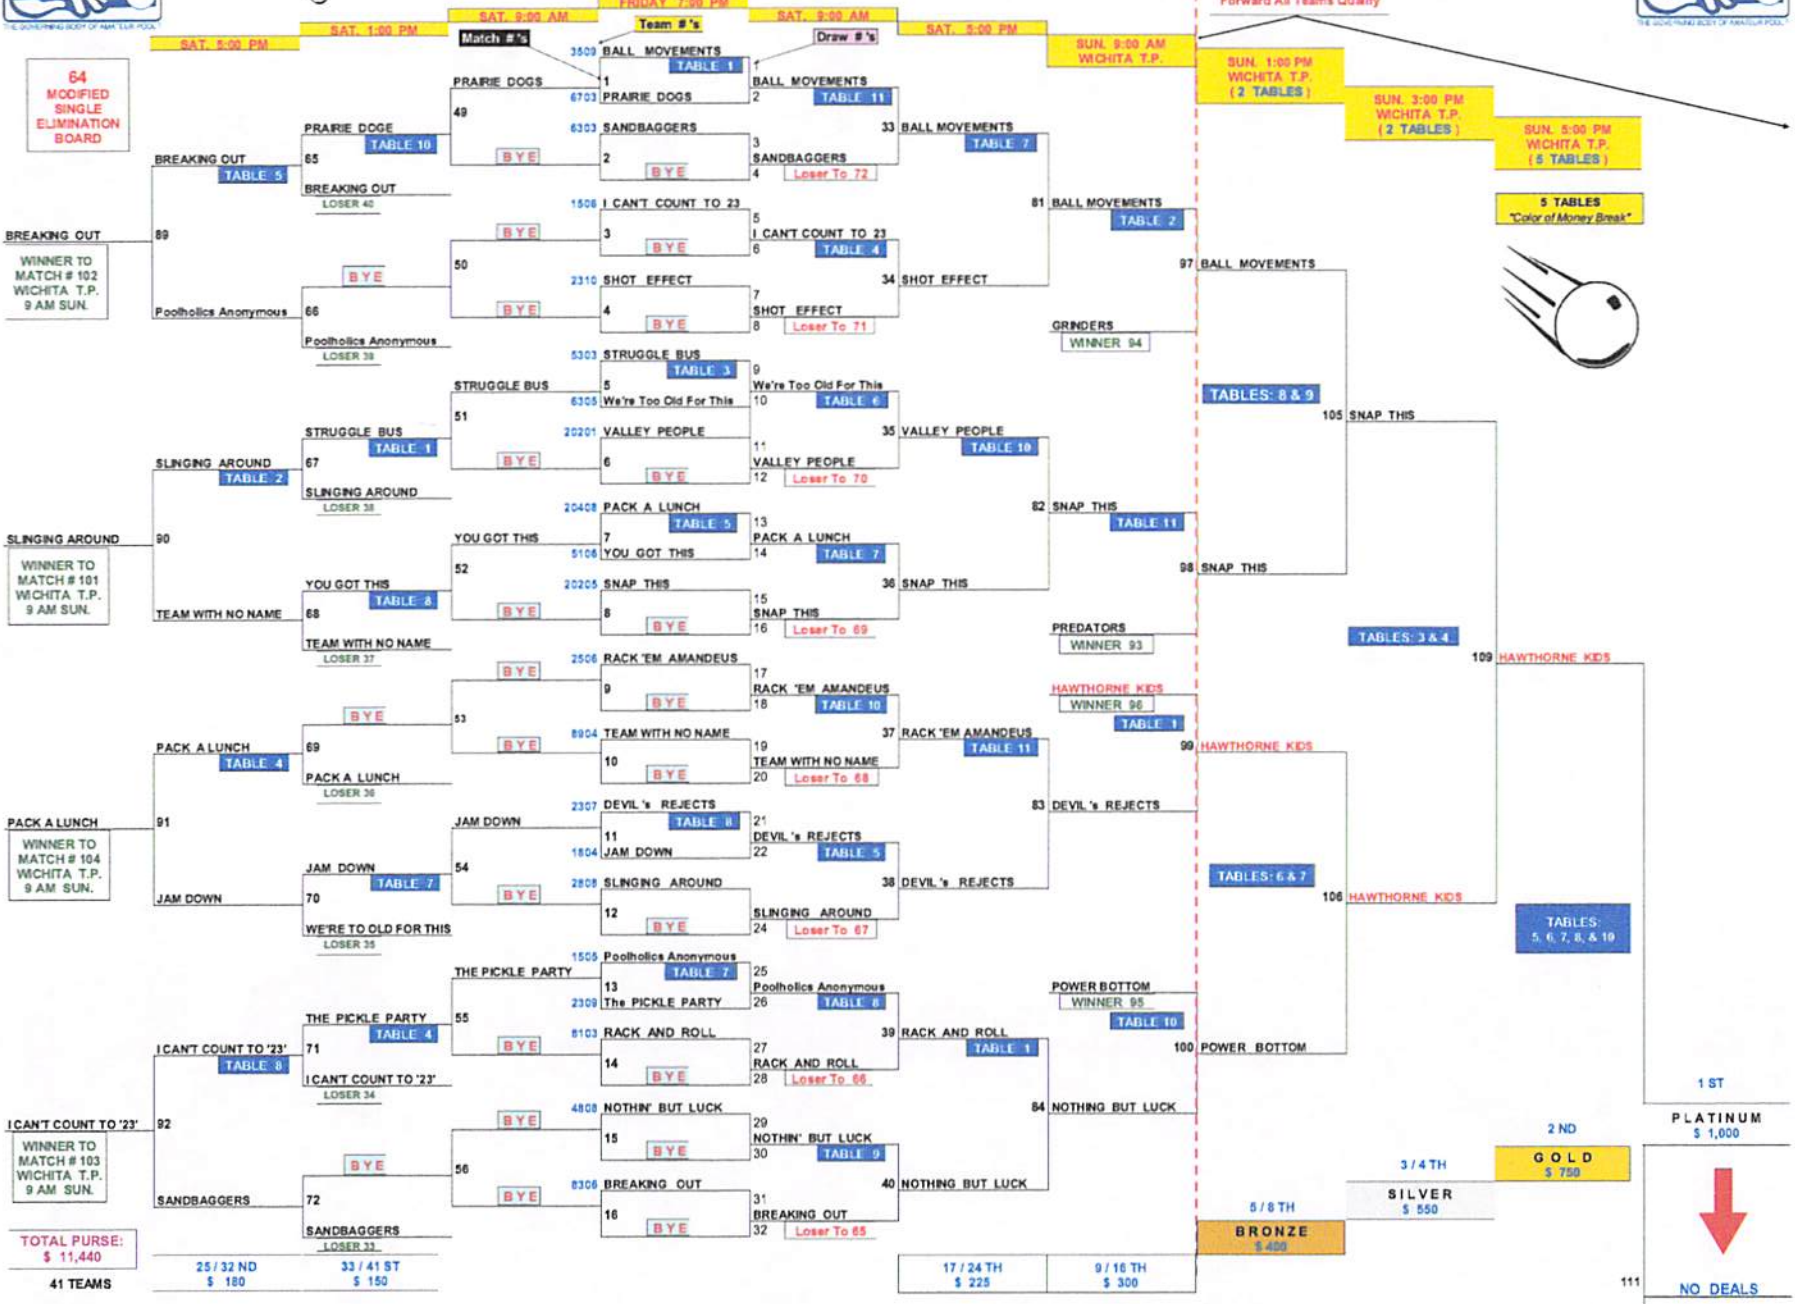 FRIDAY 7:00 PM
Forward All Teams Qualify
THE GOVERNING BODY OF AMATEUR POOL
THE GOVERNING BODY OF AMATEUR POOL
SAT. 5:00 PM
SAT. 1:00 PM
SAT. 9:00 AM
Team #'s
SAT. 9:00 AM
SAT. 5:00 PM
SUN. 9:00 AM
WICHITA T.P.
SUN. 1:00 PM
WICHITA T.P.
( 2 TABLES )
SUN. 3:00 PM
WICHITA T.P.
( 2 TABLES )
SUN. 5:00 PM
WICHITA T.P.
( 5 TABLES )
5 TABLES
"Color of Money Break"
Match #'s
Draw #'s
64
MODIFIED
SINGLE
ELIMINATION
BOARD
BREAKING OUT
WINNER TO
MATCH # 102
WICHITA T.P.
9 AM SUN.
SLINGING AROUND
WINNER TO
MATCH # 101
WICHITA T.P.
9 AM SUN.
PACK A LUNCH
WINNER TO
MATCH # 104
WICHITA T.P.
9 AM SUN.
I CAN'T COUNT TO '23'
WINNER TO
MATCH # 103
WICHITA T.P.
9 AM SUN.
TOTAL PURSE:
$ 11,440
41 TEAMS
BREAKING OUT
TABLE 5
89
Poolholics Anonymous
SLINGING AROUND
TABLE 2
90
TEAM WITH NO NAME
PACK A LUNCH
TABLE 4
91
JAM DOWN
I CAN'T COUNT TO '23'
TABLE 8
92
SANDBAGGERS
25 / 32 ND
$ 180
PRAIRIE DOGE
TABLE 10
65
BREAKING OUT
LOSER 40
BYE
66
Poolholics Anonymous
LOSER 39
STRUGGLE BUS
TABLE 1
67
SLINGING AROUND
LOSER 38
YOU GOT THIS
TABLE 8
68
TEAM WITH NO NAME
LOSER 37
BYE
69
PACK A LUNCH
LOSER 36
JAM DOWN
TABLE 7
70
WE'RE TO OLD FOR THIS
LOSER 35
THE PICKLE PARTY
TABLE 4
71
I CAN'T COUNT TO '23'
LOSER 34
BYE
72
SANDBAGGERS
LOSER 33
33 / 41 ST
$ 150
PRAIRIE DOGS
49
BYE
BYE
50
BYE
STRUGGLE BUS
51
BYE
YOU GOT THIS
52
BYE
BYE
53
BYE
JAM DOWN
54
BYE
THE PICKLE PARTY
55
BYE
BYE
56
BYE
3509 BALL MOVEMENTS
TABLE 1
1
6703 PRAIRIE DOGS
6303 SANDBAGGERS
2
BYE
1506 I CAN'T COUNT TO 23
3
BYE
2310 SHOT EFFECT
4
BYE
5303 STRUGGLE BUS
TABLE 3
5
6305 We're Too Old For This
20201 VALLEY PEOPLE
6
BYE
20408 PACK A LUNCH
TABLE 5
7
5106 YOU GOT THIS
20205 SNAP THIS
8
BYE
2506 RACK 'EM AMANDEUS
9
BYE
8904 TEAM WITH NO NAME
10
BYE
2307 DEVIL's REJECTS
TABLE 8
11
1804 JAM DOWN
2808 SLINGING AROUND
12
BYE
1505 Poolholics Anonymous
TABLE 7
13
2309 The PICKLE PARTY
8103 RACK AND ROLL
14
BYE
4808 NOTHIN' BUT LUCK
15
BYE
8306 BREAKING OUT
16
BYE
1
BALL MOVEMENTS
2
TABLE 11
3
SANDBAGGERS
4
Loser To 72
5
I CAN'T COUNT TO 23
6
TABLE 4
7
SHOT EFFECT
8
Loser To 71
9
We're Too Old For This
10
TABLE 6
11
VALLEY PEOPLE
12
Loser To 70
13
PACK A LUNCH
14
TABLE 7
15
SNAP THIS
16
Loser To 69
17
RACK 'EM AMANDEUS
18
TABLE 10
19
TEAM WITH NO NAME
20
Loser To 68
21
DEVIL's REJECTS
22
TABLE 5
SLINGING AROUND
24
Loser To 67
25
Poolholics Anonymous
26
TABLE 8
27
RACK AND ROLL
28
Loser To 66
29
NOTHIN' BUT LUCK
30
TABLE 9
31
BREAKING OUT
32
Loser To 65
33 BALL MOVEMENTS
TABLE 7
34 SHOT EFFECT
35 VALLEY PEOPLE
TABLE 10
36 SNAP THIS
37 RACK 'EM AMANDEUS
TABLE 11
38 DEVIL's REJECTS
39 RACK AND ROLL
TABLE 1
40 NOTHING BUT LUCK
17 / 24 TH
$ 225
81 BALL MOVEMENTS
TABLE 2
GRINDERS
WINNER 94
82 SNAP THIS
TABLE 11
PREDATORS
WINNER 93
HAWTHORNE KIDS
WINNER 96
TABLE 1
83 DEVIL's REJECTS
POWER BOTTOM
WINNER 95
TABLE 10
84 NOTHING BUT LUCK
9 / 16 TH
$ 300
97 BALL MOVEMENTS
TABLES: 8 & 9
98 SNAP THIS
99 HAWTHORNE KIDS
TABLES: 6 & 7
100 POWER BOTTOM
5 / 8 TH
BRONZE
$ 400
105 SNAP THIS
TABLES: 3 & 4
106 HAWTHORNE KIDS
3 / 4 TH
SILVER
$ 550
109 HAWTHORNE KIDS
TABLES:
5, 6, 7, 8, & 10
2 ND
GOLD
$ 750
1 ST
PLATINUM
$ 1,000
111
NO DEALS